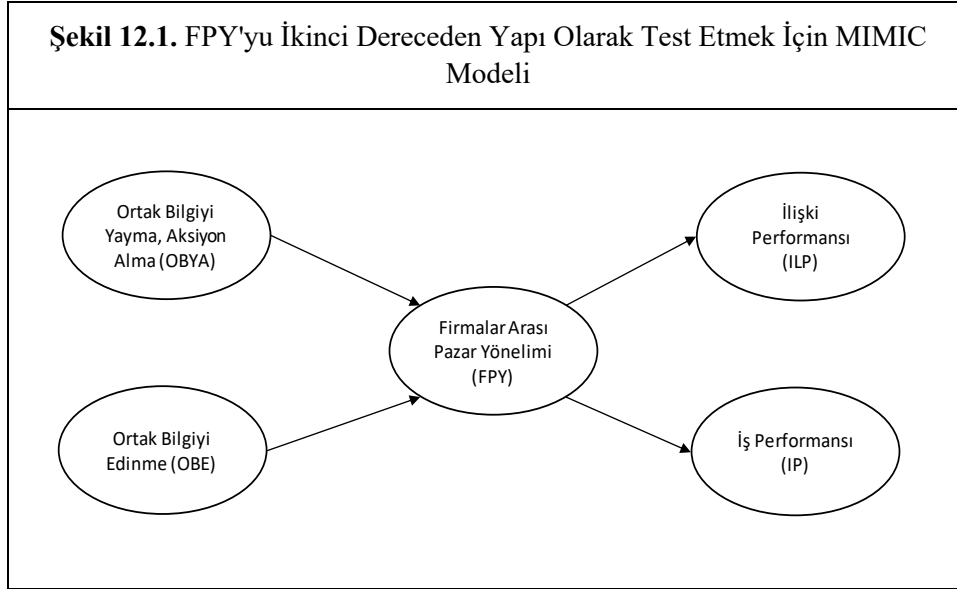 Şekil 12.1. FPY'yu İkinci Dereceden Yapı Olarak Test Etmek İçin MIMIC
Modeli
Ortak Bilgiyi
Yayma, Aksiyon
Alma (OBYA)
İlişki
Performansı
(ILP)
Firmalar Arası
Pazar Yönelimi
(FPY)
Ortak Bilgiyi
Edinme (OBE)
İş Performansı
(IP)